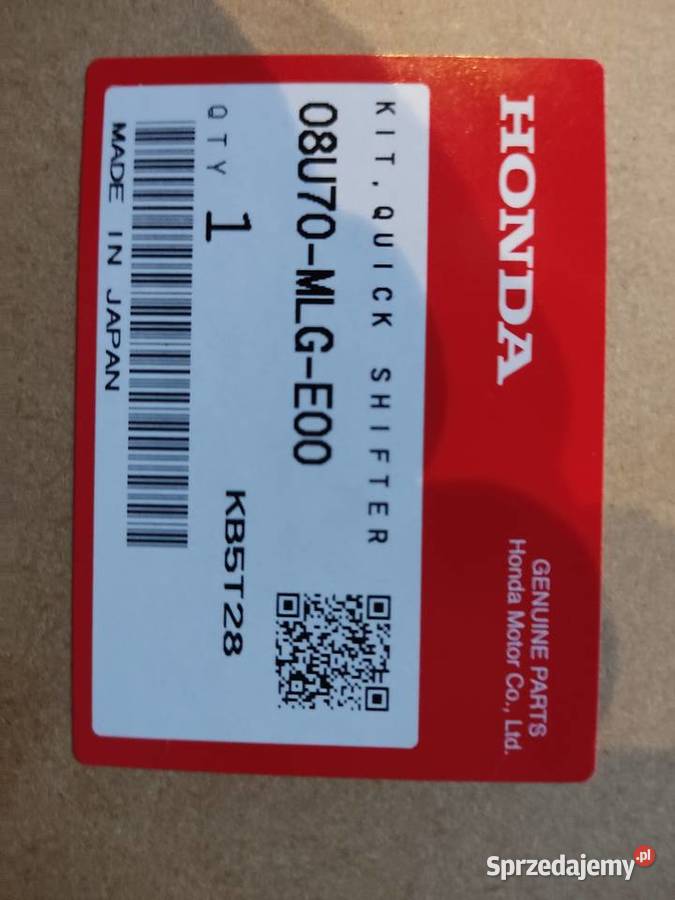 HONDA
GENUINE PARTS
Honda Motor Co., Ltd.
KIT, QUICK SHIFTER
08U70-MLG-E00
QTY 1
KB5T28
MADE IN JAPAN
Sprzedajemy.pl